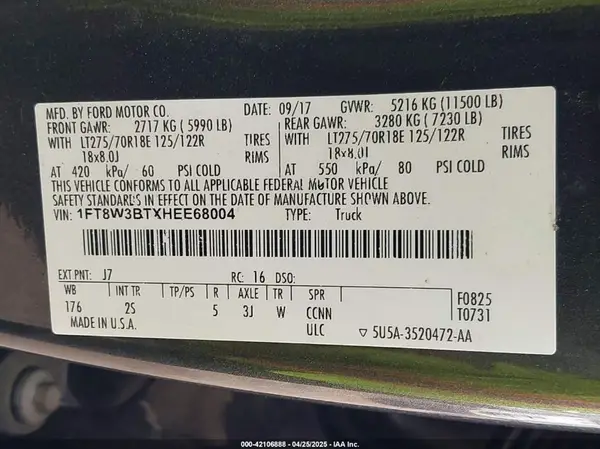 MFD. BY FORD MOTOR CO. DATE: 09/17 GVWR: 5216 KG (11500 LB)
FRONT GAWR: 2717 KG (5990 LB) REAR GAWR: 3280 KG (7230 LB)
WITH LT275/70R18E 125/122R TIRES WITH LT275/70R18E 125/122R TIRES
18x8.0J RIMS 18x8.0J RIMS
AT 420 kPa/ 60 PSI COLD AT 550 kPa/ 80 PSI COLD
THIS VEHICLE CONFORMS TO ALL APPLICABLE FEDERAL MOTOR VEHICLE
SAFETY STANDARDS IN EFFECT ON THE DATE OF MANUFACTURE SHOWN ABOVE.
VIN: 1FT8W3BTXHEE68004 TYPE: Truck
EXT PNT: J7 RC: 16 DSO:
WB INT TR TP/PS R AXLE TR SPR F0825
176 2S 5 3J W CCNN T0731
MADE IN U.S.A. ULC ▽ 5U5A-3520472-AA
000-42106888 - 04/25/2025 - IAA Inc.